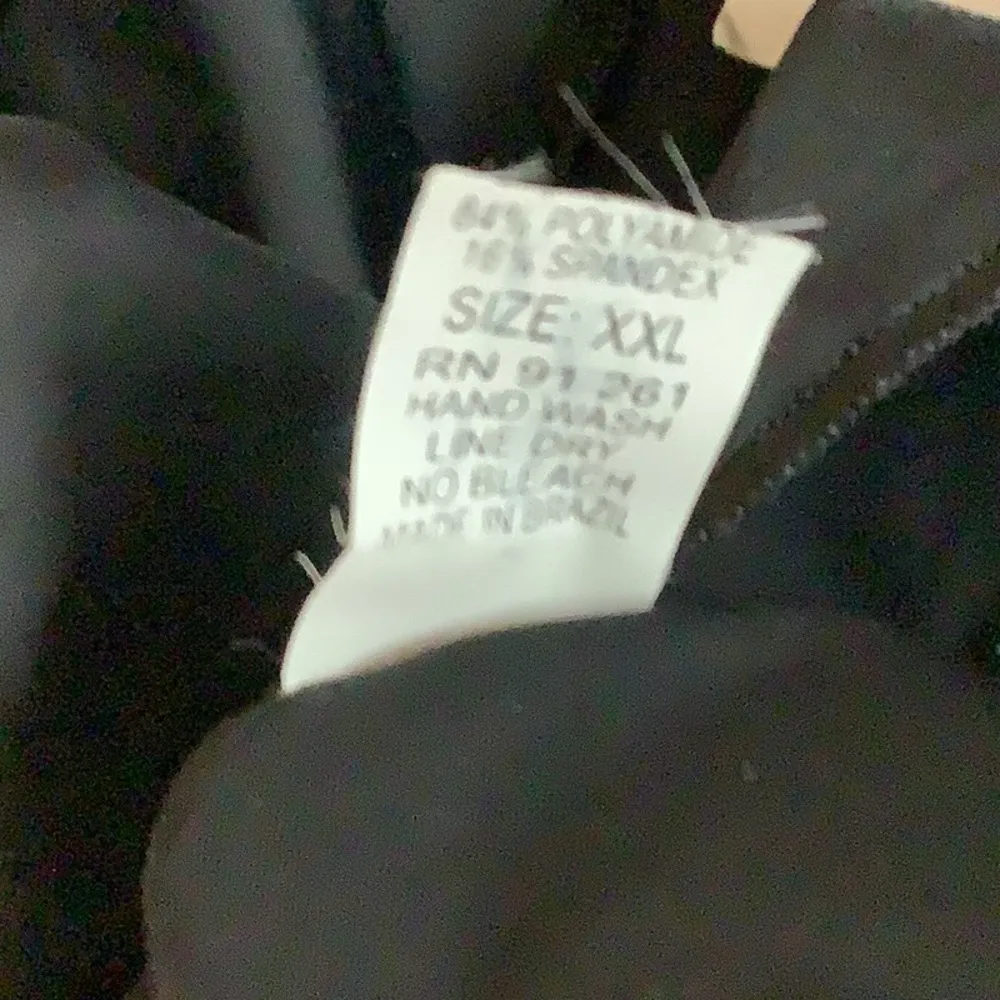 84% POLYAMIDE
16% SPANDEX
SIZE: XXL
RN 91 261
HAND WASH
LINE DRY
NO BLEACH
MADE IN BRAZIL